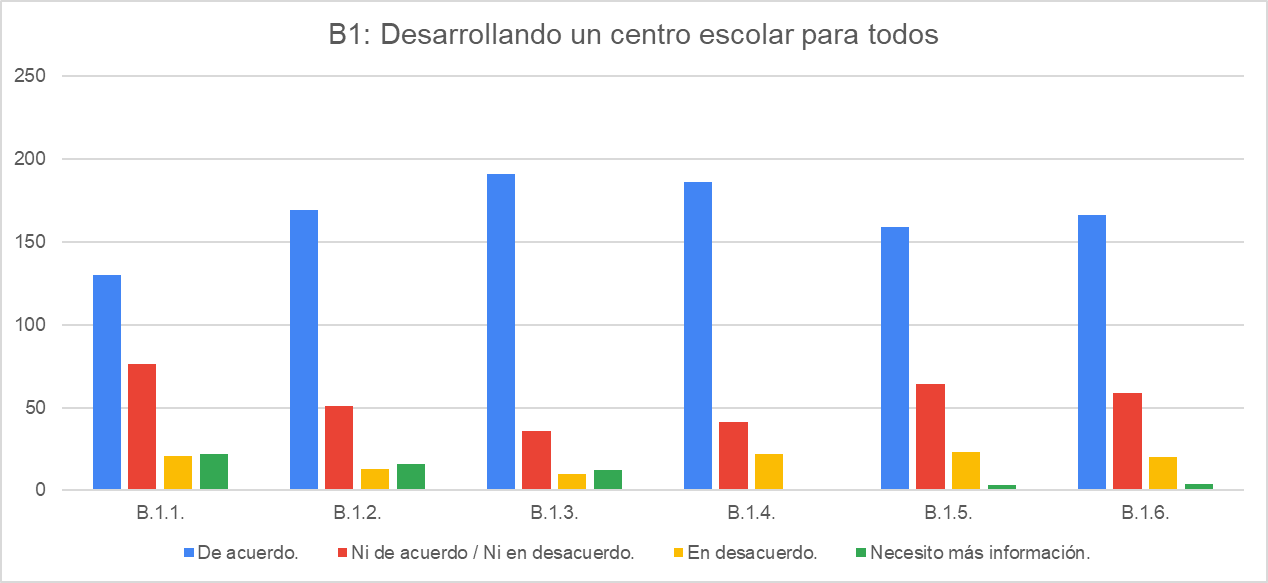 B1: Desarrollando un centro escolar para todos
250
200
150
100
50
0
B.1.1. B.1.2. B.1.3. B.1.4. B.1.5. B.1.6.
De acuerdo. Ni de acuerdo / Ni en desacuerdo. En desacuerdo. Necesito más información.